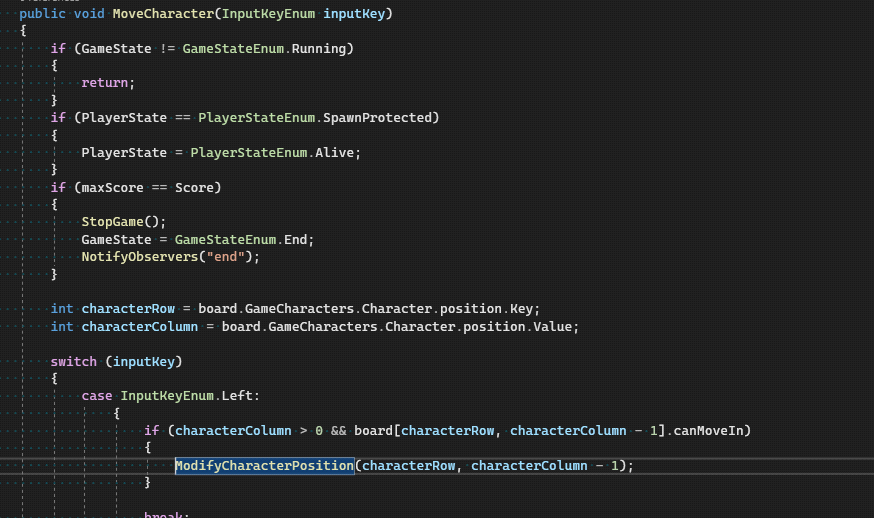 public void MoveCharacter(InputKeyEnum inputKey)
{
if (GameState != GameStateEnum.Running)
{
return;
}
if (PlayerState == PlayerStateEnum.SpawnProtected)
{
PlayerState = PlayerStateEnum.Alive;
}
if (maxScore == Score)
{
StopGame();
GameState = GameStateEnum.End;
NotifyObservers("end");
}
int characterRow = board.GameCharacters.Character.position.Key;
int characterColumn = board.GameCharacters.Character.position.Value;
switch (inputKey)
{
case InputKeyEnum.Left:
{
if (characterColumn > 0 && board[characterRow, characterColumn - 1].canMoveIn)
{
ModifyCharacterPosition(characterRow, characterColumn - 1);
}
break;